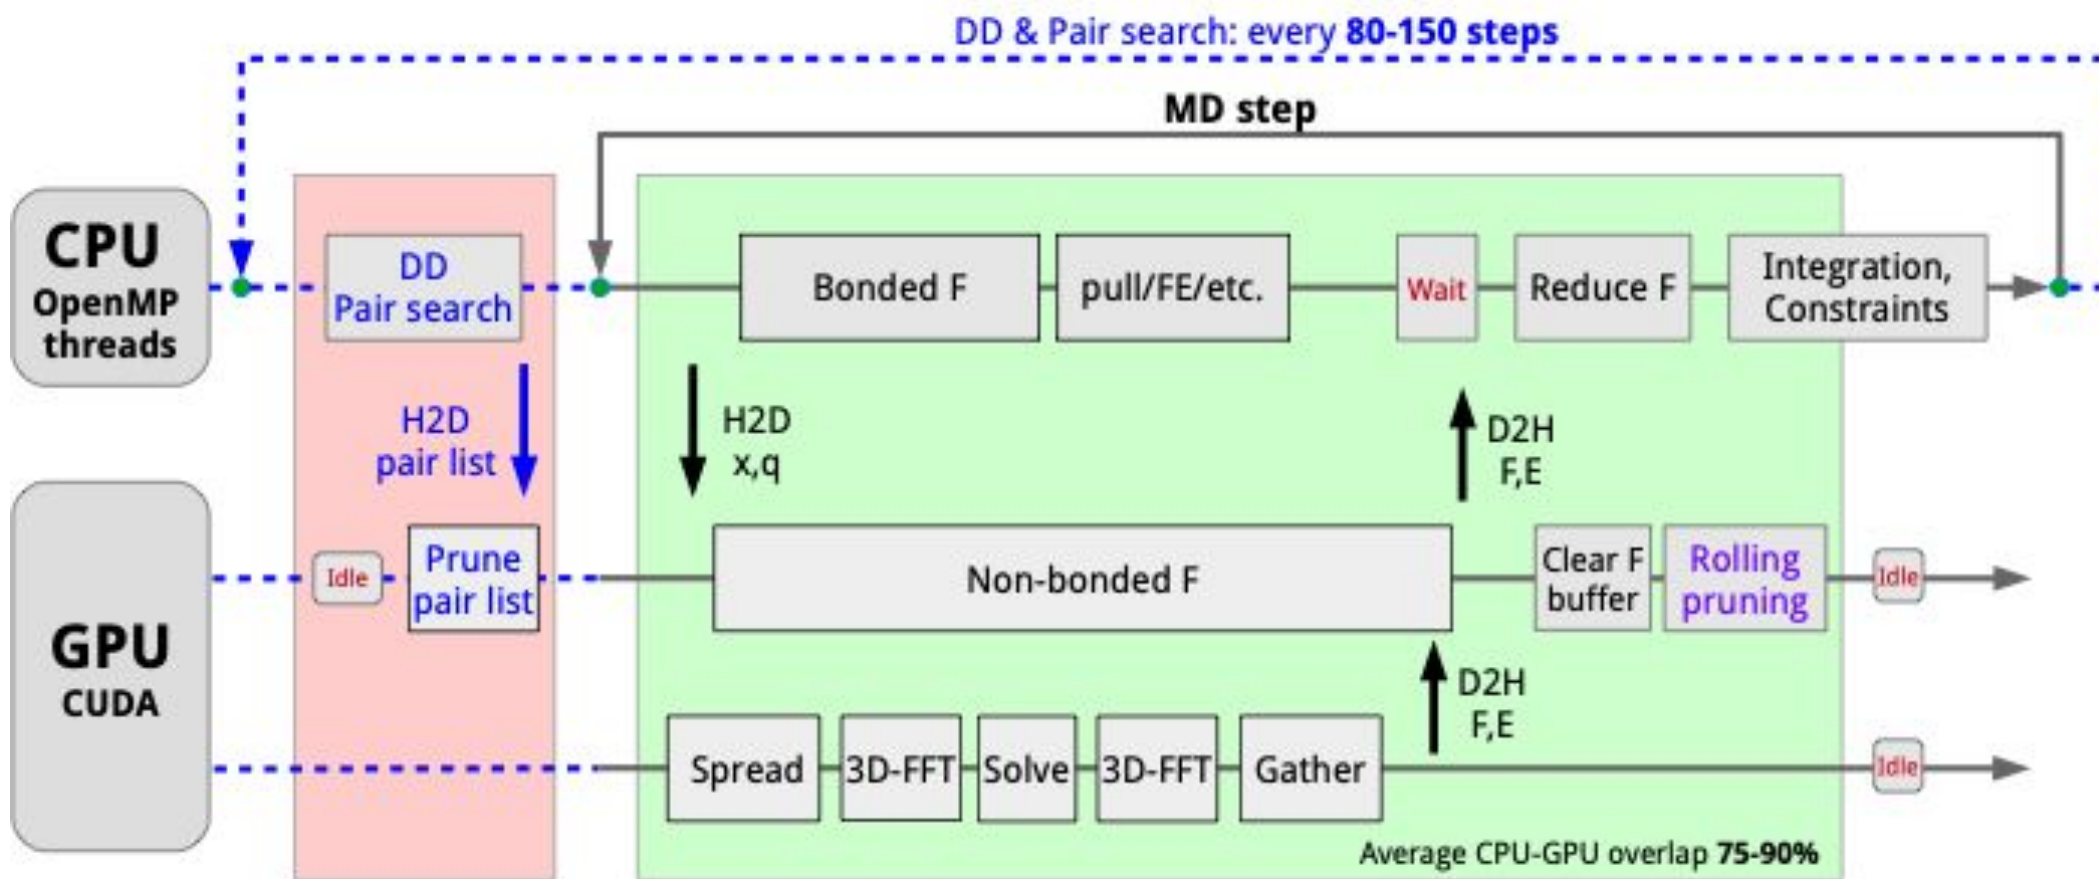 DD & Pair search: every 80-150 steps
MD step
CPU
OpenMP
threads
DD
Pair search
Bonded F
pull/FE/etc.
Wait
Reduce F
Integration,
Constraints
H2D
pair list
H2D
x,q
D2H
F,E
GPU
CUDA
Idle
Prune
pair list
Non-bonded F
Clear F
buffer
Rolling
pruning
Idle
D2H
F,E
Spread
3D-FFT
Solve
3D-FFT
Gather
Idle
Average CPU-GPU overlap 75-90%